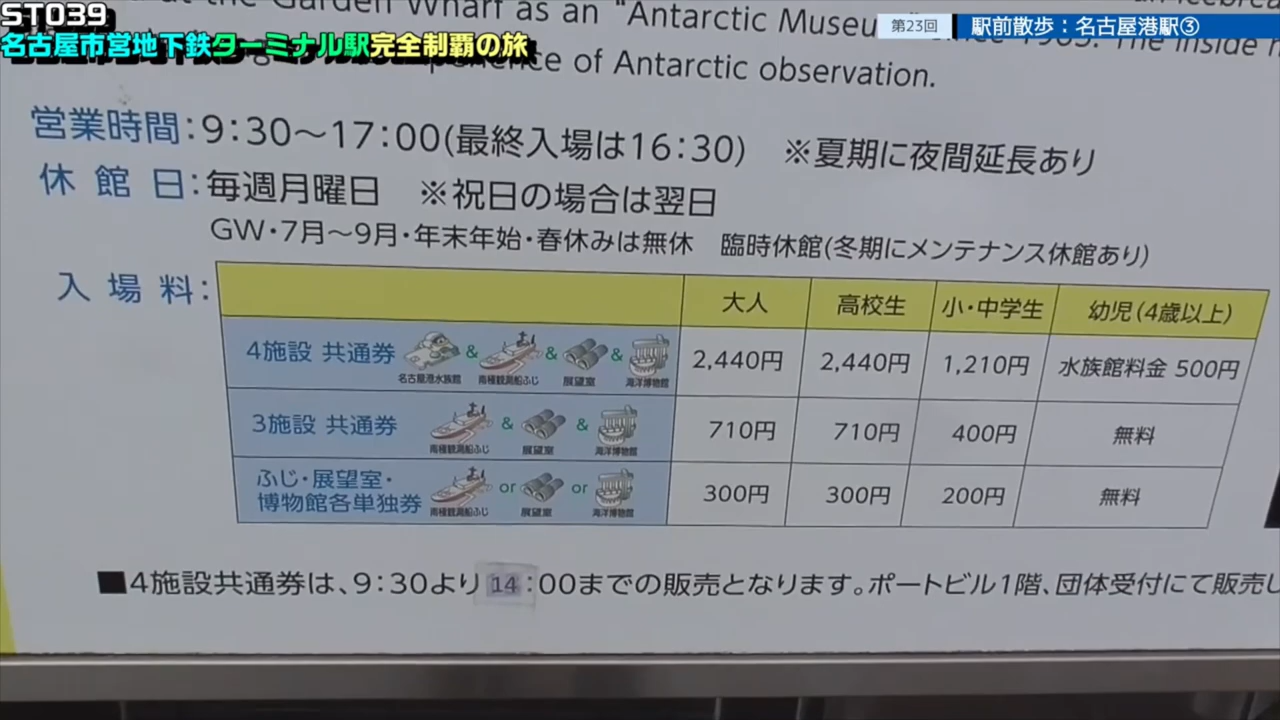 ST039
名古屋市営地下鉄ターミナル駅完全制覇の旅
第23回
駅前散歩：名古屋港駅③
at the Garden Wharf as an "Antarctic Museu
The inside
of Antarctic observation.
営業時間：9：30～17：00(最終入場は16：30) ※夏期に夜間延長あり
休館日：毎週月曜日 ※祝日の場合は翌日
GW・7月～9月・年末年始・春休みは無休 臨時休館(冬期にメンテナンス休館あり)
入場料：
大人 高校生 小・中学生 幼児(4歳以上)
4施設 共通券 & & & 2,440円 2,440円 1,210円 水族館料金 500円
名古屋港水族館 南極観測船ふじ 展望室 海洋博物館
3施設 共通券 & & 710円 710円 400円 無料
南極観測船ふじ 展望室 海洋博物館
ふじ・展望室・
博物館各単独券 or or 300円 300円 200円 無料
南極観測船ふじ 展望室 海洋博物館
■4施設共通券は、9：30より14：00までの販売となります。ポートビル1階、団体受付にて販売し